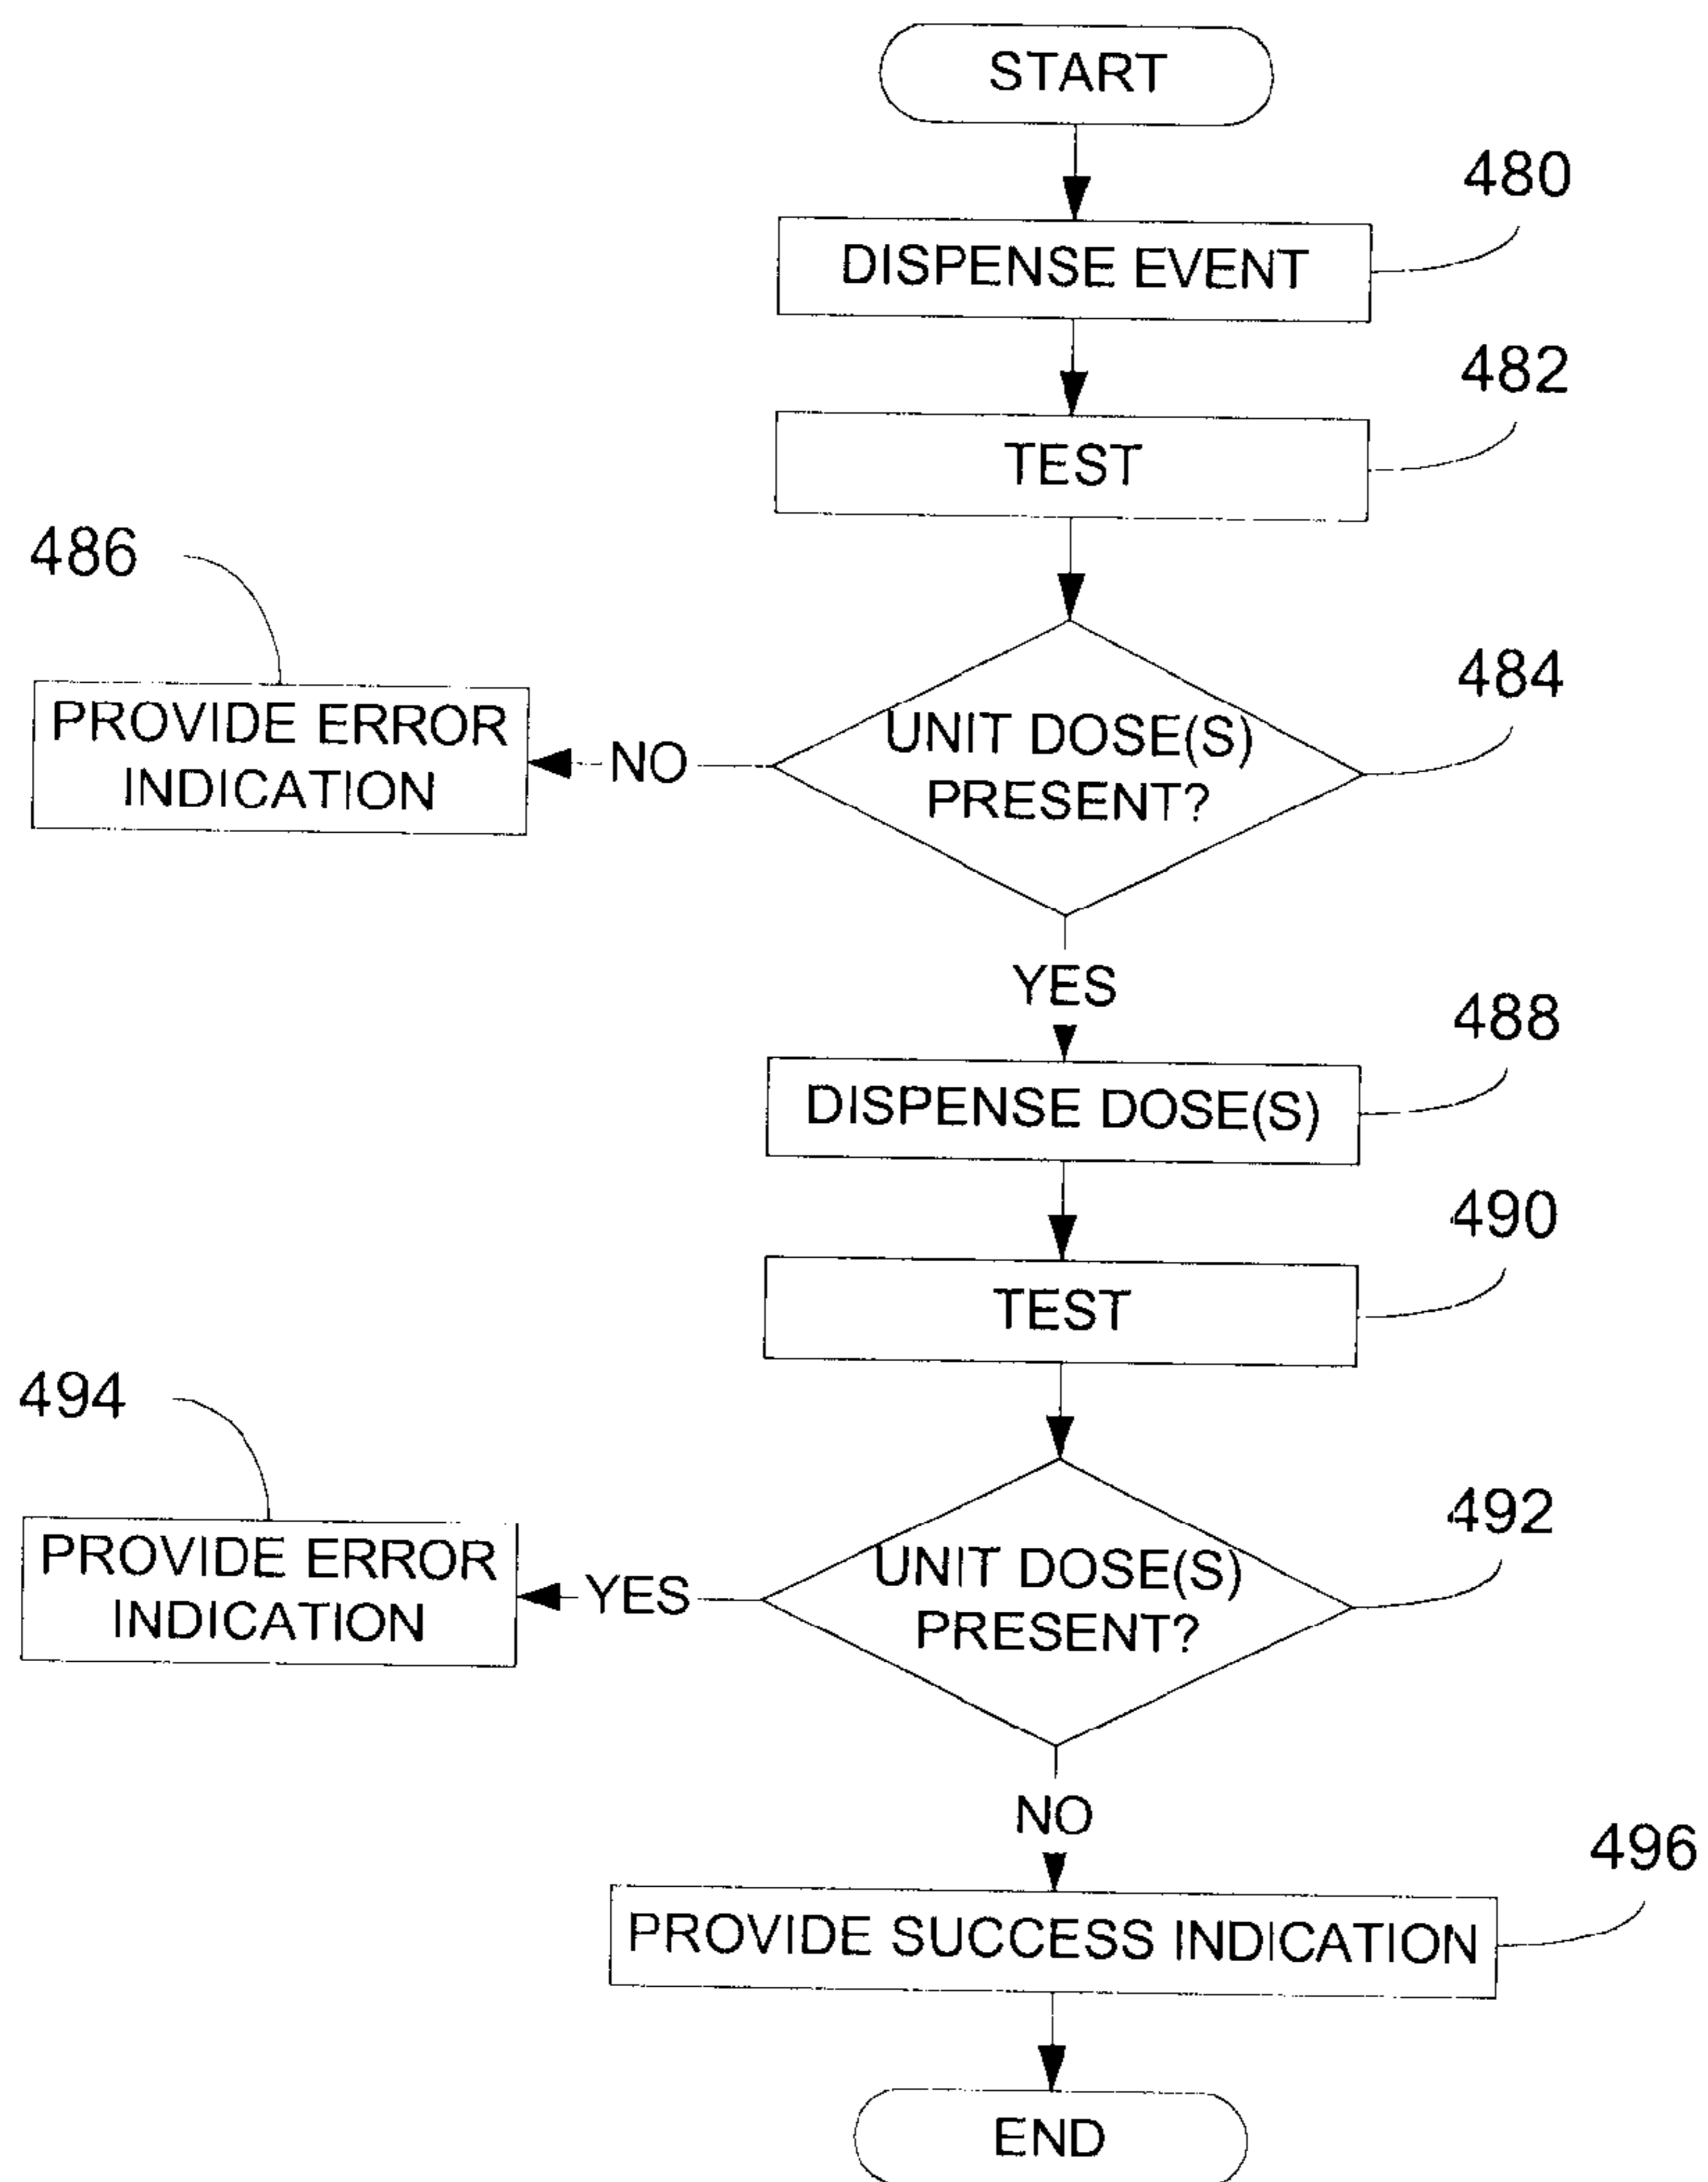 START
480
DISPENSE EVENT
482
TEST
486
484
PROVIDE ERROR
INDICATION
NO
UNIT DOSE(S)
PRESENT?
YES
488
DISPENSE DOSE(S)
490
TEST
494
492
PROVIDE ERROR
INDICATION
YES
UNIT DOSE(S)
PRESENT?
NO
496
PROVIDE SUCCESS INDICATION
END